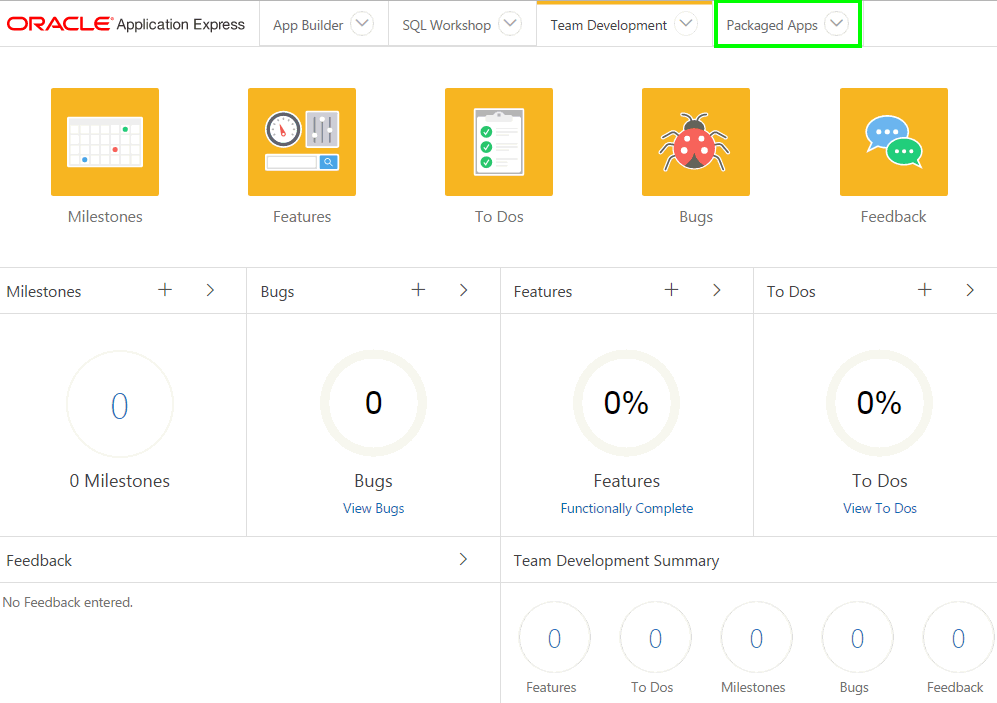 ORACLE Application Express
App Builder
SQL Workshop
Team Development
Packaged Apps
Milestones
Features
To Dos
Bugs
Feedback
Milestones
Bugs
Features
To Dos
0
0
0%
0%
0 Milestones
Bugs
Features
To Dos
View Bugs
Functionally Complete
View To Dos
Feedback
Team Development Summary
No Feedback entered.
0
0
0
0
0
Features
To Dos
Milestones
Bugs
Feedback